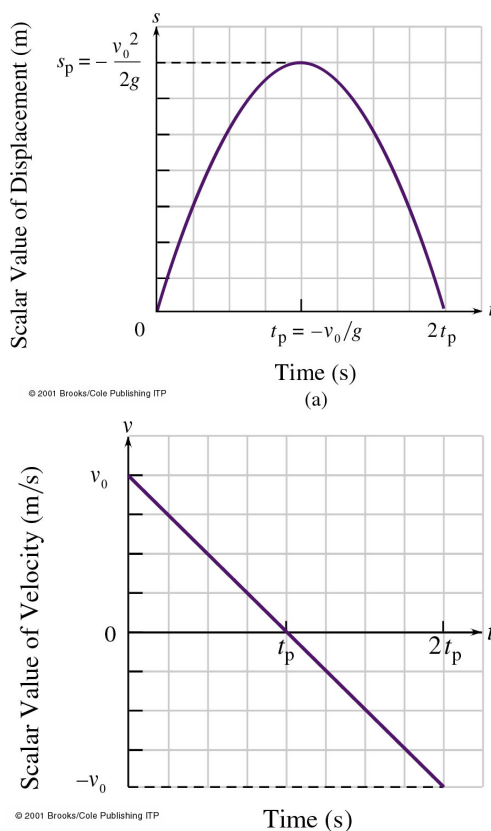 s
Scalar Value of Displacement (m)
sp = − v0² / 2g
0
tp = −v0/g
2tp
t
Time (s)
© 2001 Brooks/Cole Publishing ITP
(a)
v
Scalar Value of Velocity (m/s)
v0
0
tp
2tp
t
−v0
© 2001 Brooks/Cole Publishing ITP
Time (s)